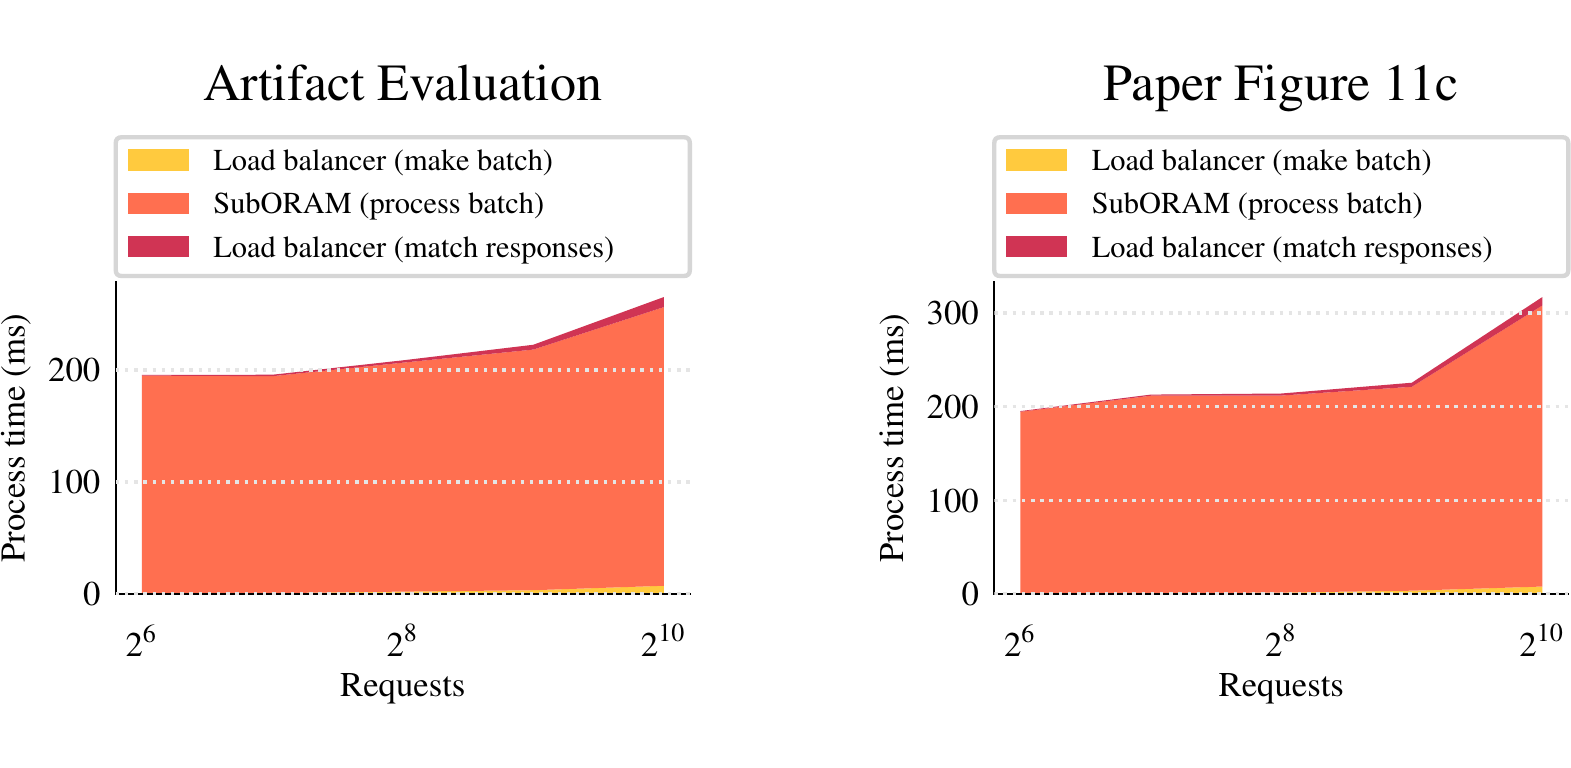 Artifact Evaluation
Load balancer (make batch)
SubORAM (process batch)
Load balancer (match responses)
Process time (ms)
200
100
0
2^6 2^8 2^10
Requests
Paper Figure 11c
Load balancer (make batch)
SubORAM (process batch)
Load balancer (match responses)
Process time (ms)
300
200
100
0
2^6 2^8 2^10
Requests